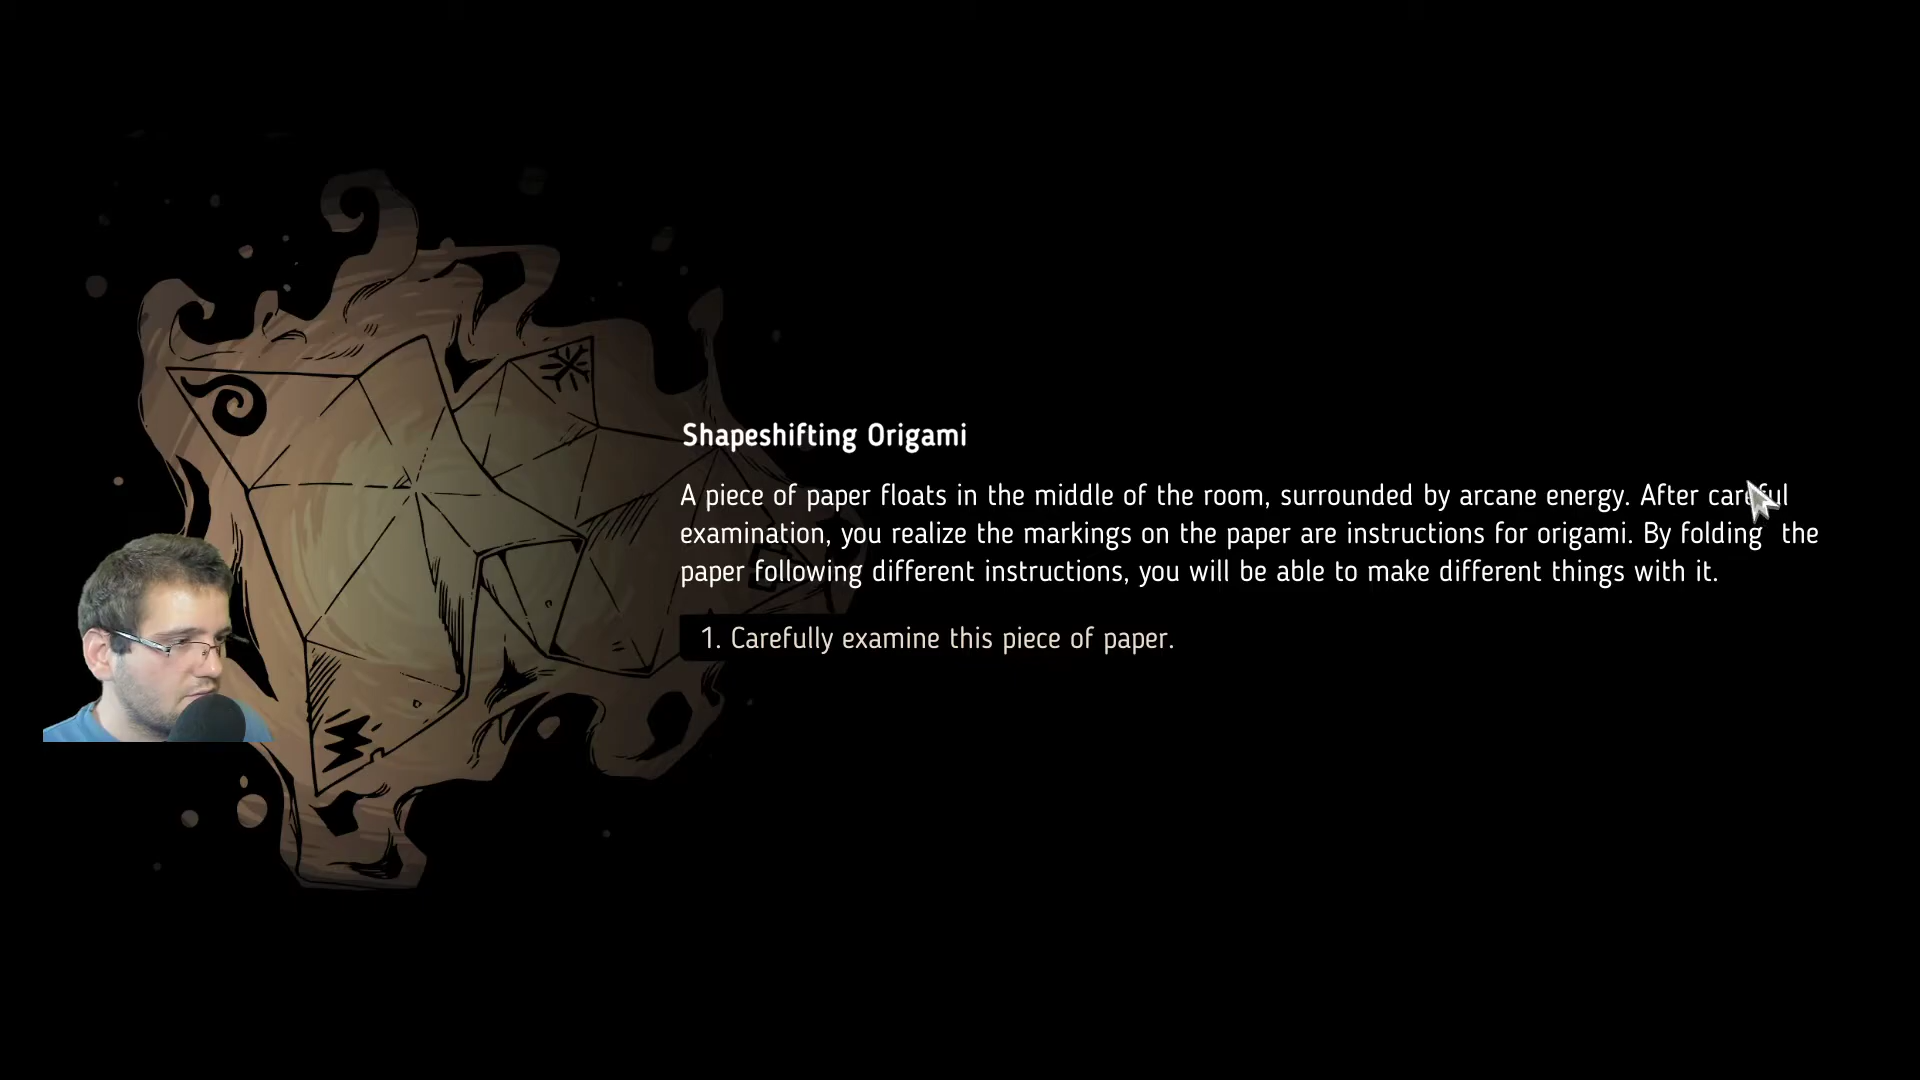 Shapeshifting Origami
A piece of paper floats in the middle of the room, surrounded by arcane energy. After careful
examination, you realize the markings on the paper are instructions for origami. By folding the
paper following different instructions, you will be able to make different things with it.
1. Carefully examine this piece of paper.